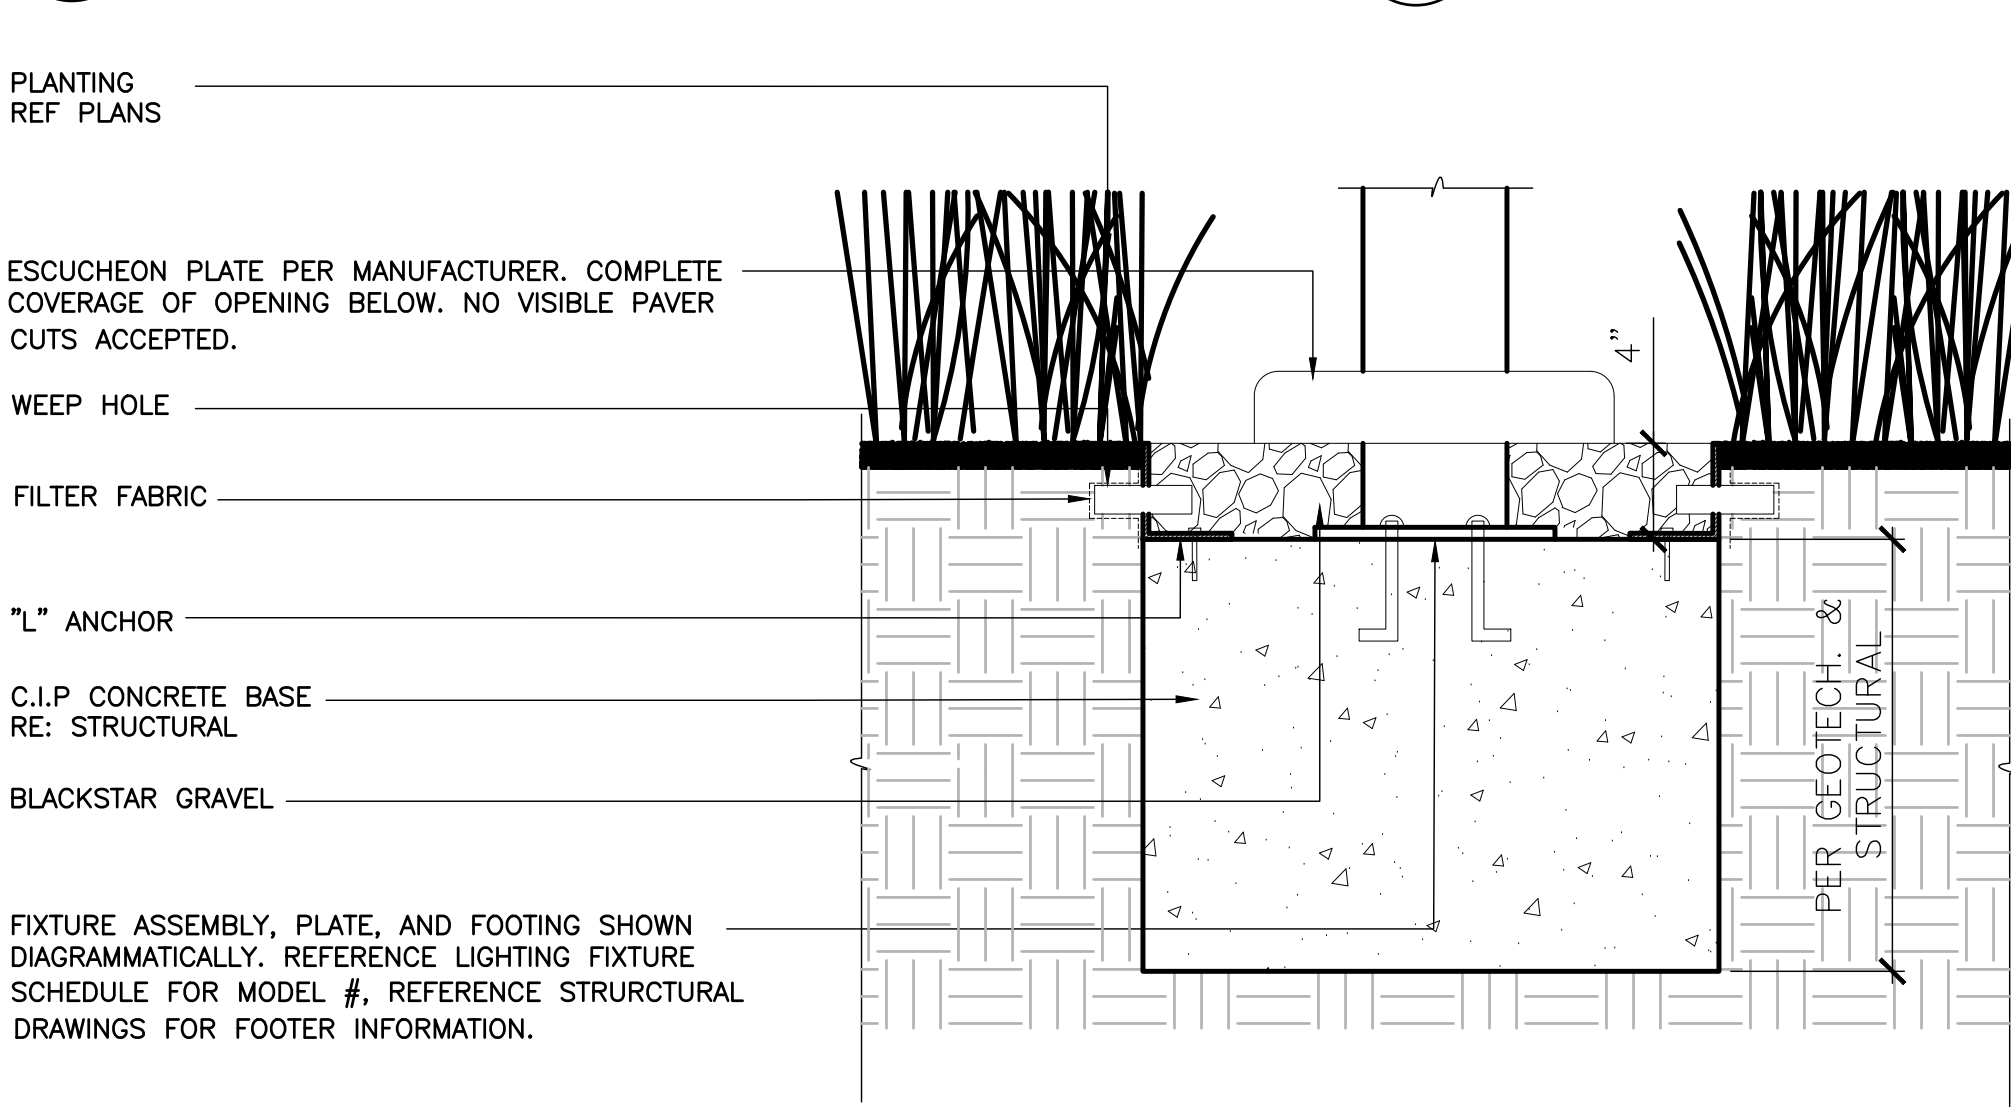 PLANTING
REF PLANS
ESCUCHEON PLATE PER MANUFACTURER. COMPLETE
COVERAGE OF OPENING BELOW. NO VISIBLE PAVER
CUTS ACCEPTED.
WEEP HOLE
FILTER FABRIC
"L" ANCHOR
C.I.P CONCRETE BASE
RE: STRUCTURAL
BLACKSTAR GRAVEL
FIXTURE ASSEMBLY, PLATE, AND FOOTING SHOWN
DIAGRAMMATICALLY. REFERENCE LIGHTING FIXTURE
SCHEDULE FOR MODEL #, REFERENCE STRURCTURAL
DRAWINGS FOR FOOTER INFORMATION.
4"
PER GEOTECH. &
STRUCTURAL